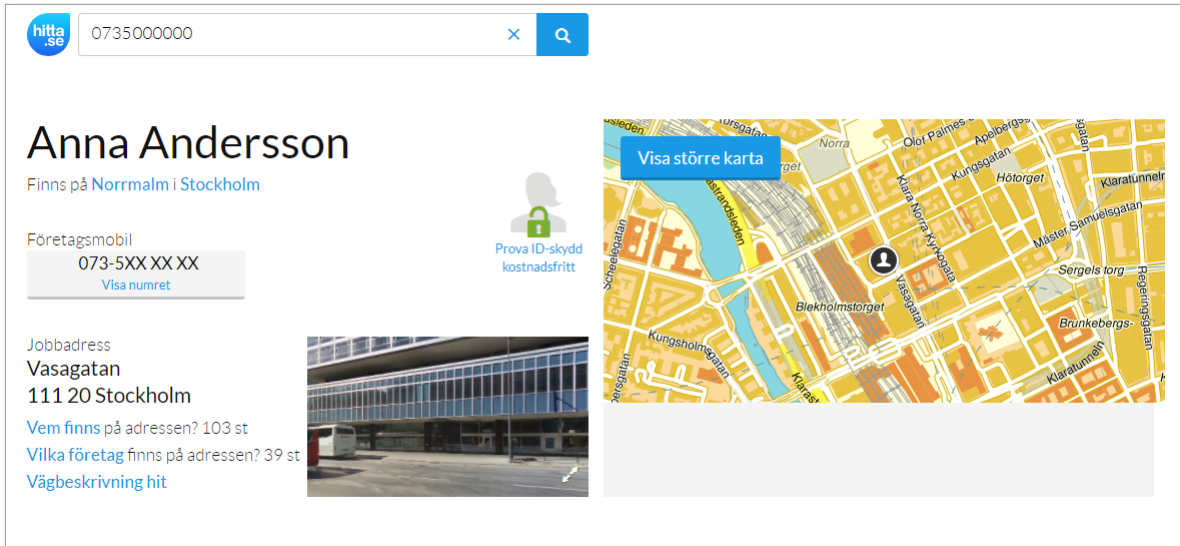 hitta
.se
0735000000
Anna Andersson
Finns på Norrmalm i Stockholm
Prova ID-skydd
kostnadsfritt
Företagsmobil
073-5XX XX XX
Visa numret
Jobbadress
Vasagatan
111 20 Stockholm
Vem finns på adressen? 103 st
Vilka företag finns på adressen? 39 st
Vägbeskrivning hit
Visa större karta
Norra
Olof Palmes
Apelbergsg
Kungsgatan
Hötorget
Klaratunneln
Klara Norra Kyrkogata
Mäster Samuelsgatan
Scheelegatan
Sergels torg
Vasagatan
Blekholmstorget
Regeringsgatan
Brunkebergs-
Kungsholmsgatan
Klaratunneln
Klarast